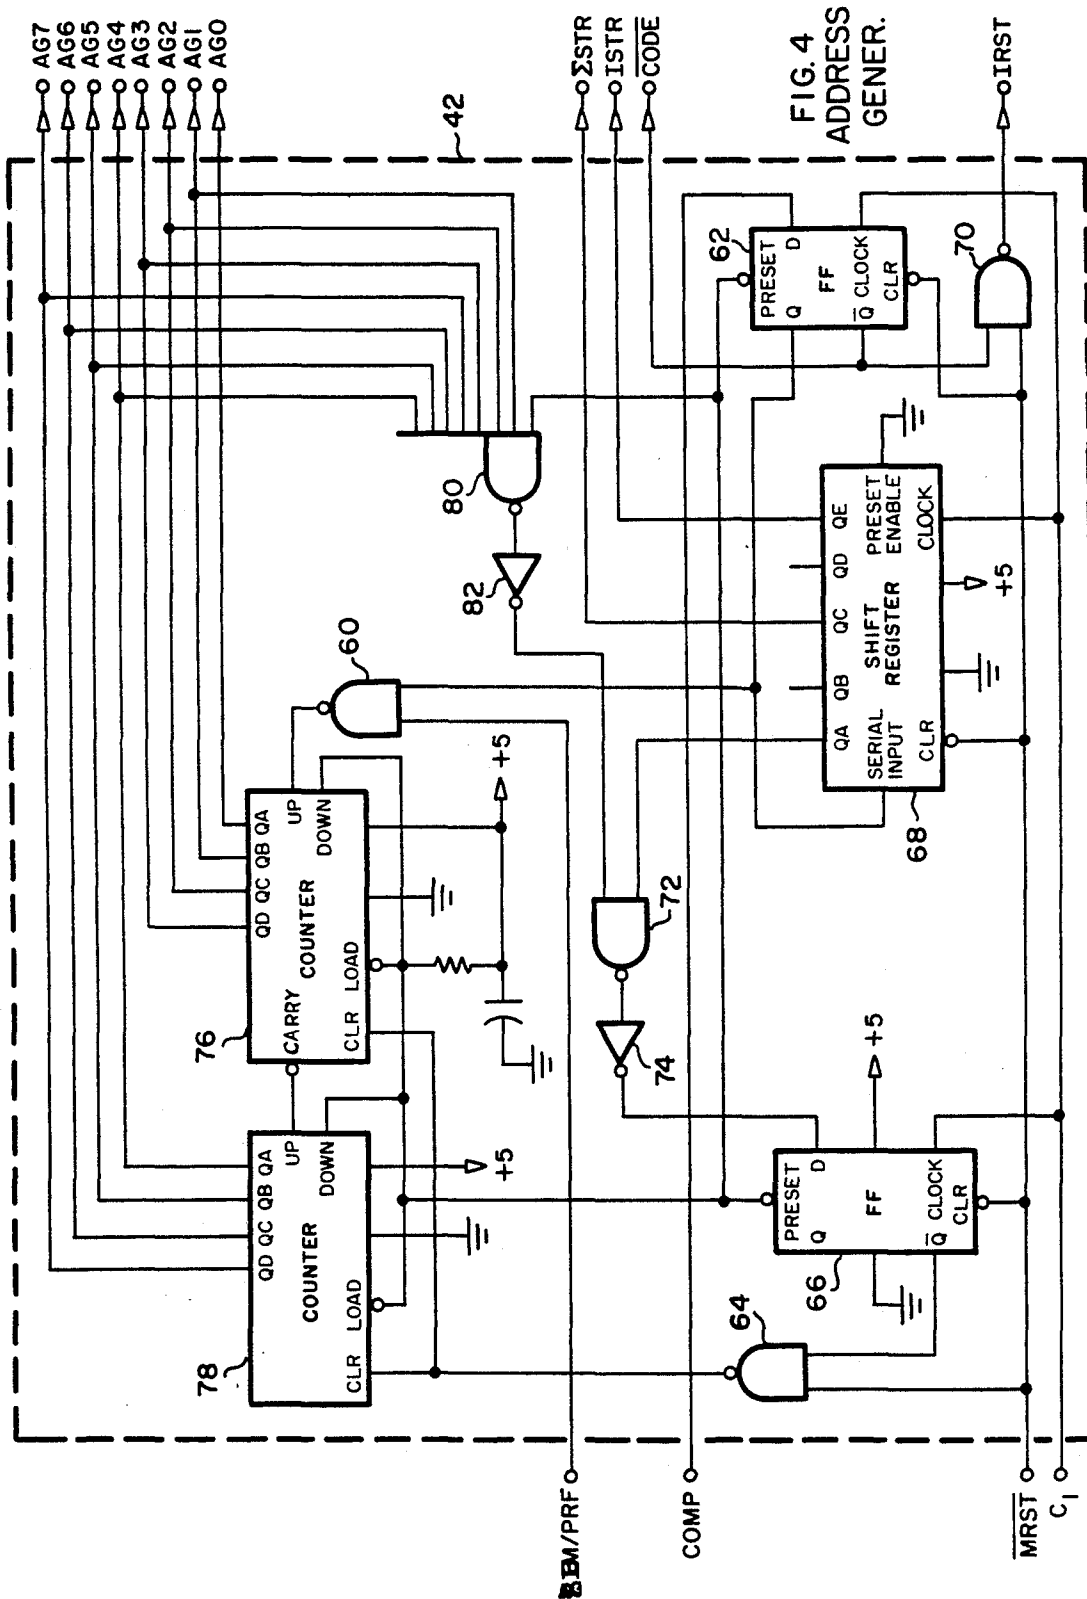 AG7
AG6
AG5
AG4
AG3
AG2
AG1
AG0
ΣSTR
ISTR
CODE
FIG. 4
ADDRESS
GENER.
IRST
42
78
COUNTER
QD QC QB QA
UP
DOWN
CLR LOAD
+5
76
CARRY
COUNTER
QD QC QB QA
UP
DOWN
CLR LOAD
+5
60
80
82
62
PRESET
Q D
FF
Q CLOCK
CLR
70
64
66
PRESET
Q D
FF
Q CLOCK
CLR
+5
74
72
68
QA QB QC QD QE
SERIAL
INPUT
SHIFT
REGISTER
PRESET
ENABLE
CLR
CLOCK
+5
COMP
MRST
C1